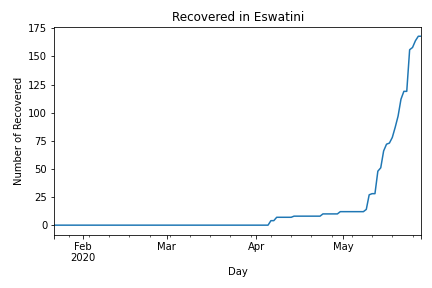 Recovered in Eswatini
175
150
125
100
75
50
25
0
Number of Recovered
Feb
2020
Mar
Apr
May
Day